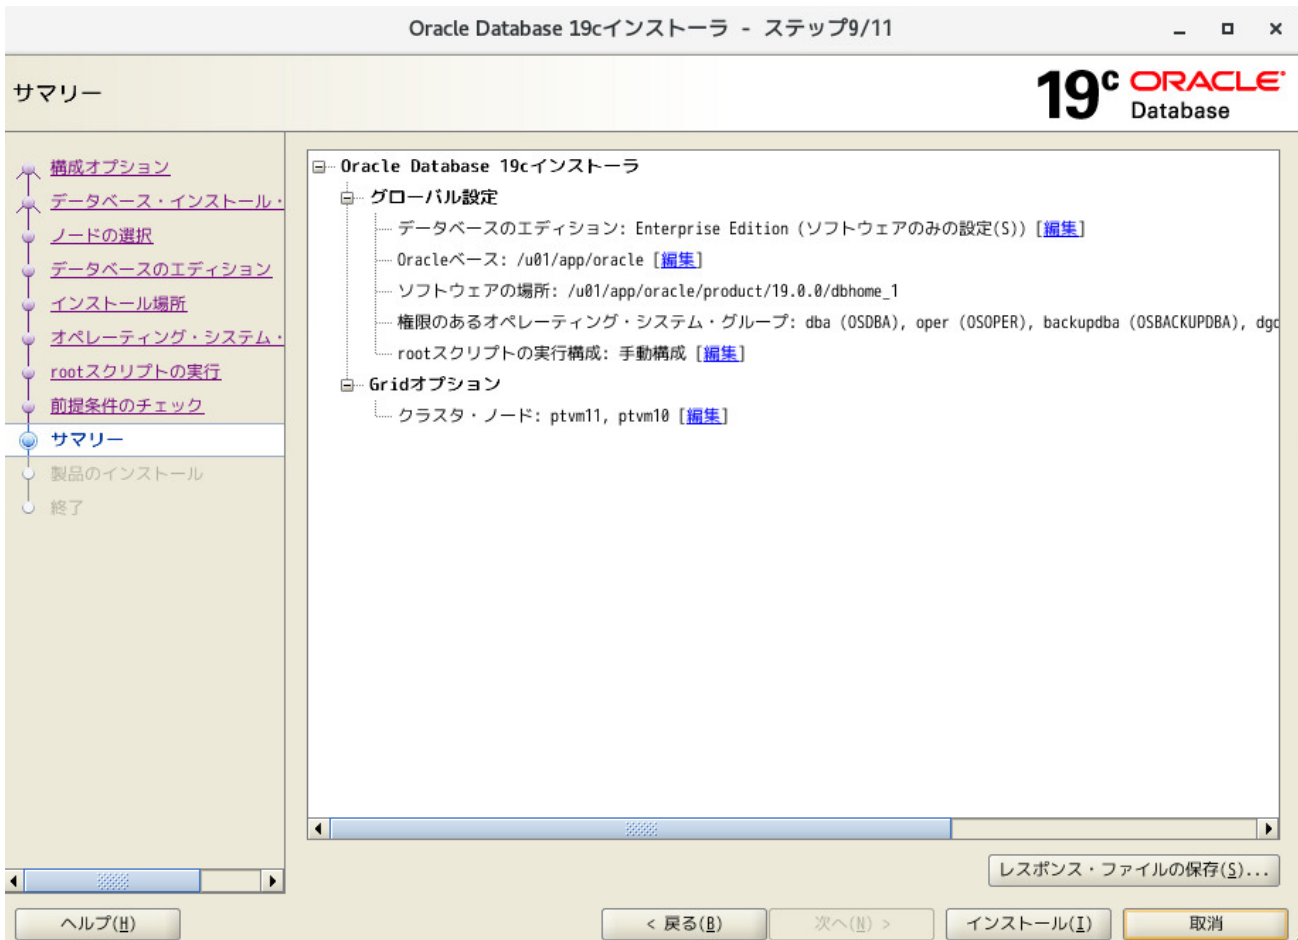 Oracle Database 19cインストーラ - ステップ9/11
サマリー
19c ORACLE
Database
構成オプション
データベース・インストール・
ノードの選択
データベースのエディション
インストール場所
オペレーティング・システム・
rootスクリプトの実行
前提条件のチェック
サマリー
製品のインストール
終了
Oracle Database 19cインストーラ
グローバル設定
データベースのエディション: Enterprise Edition (ソフトウェアのみの設定(S)) [編集]
Oracleベース: /u01/app/oracle [編集]
ソフトウェアの場所: /u01/app/oracle/product/19.0.0/dbhome_1
権限のあるオペレーティング・システム・グループ: dba (OSDBA), oper (OSOPER), backupdba (OSBACKUPDBA), dgd
rootスクリプトの実行構成: 手動構成 [編集]
Gridオプション
クラスタ・ノード: ptvm11, ptvm10 [編集]
レスポンス・ファイルの保存(S)...
ヘルプ(H)
< 戻る(B)
次へ(N) >
インストール(I)
取消